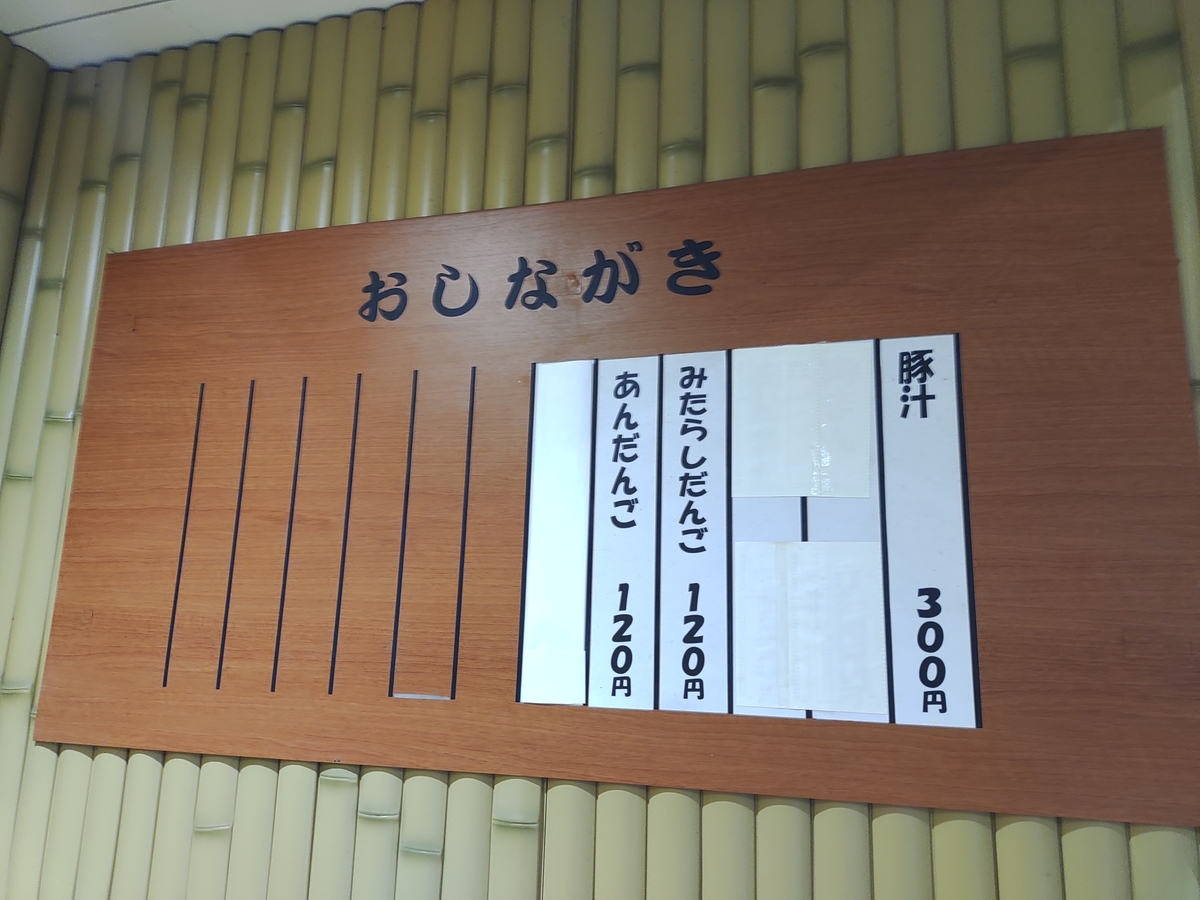 おしながき
豚汁 300円
みたらしだんご 120円
あんだんご 120円